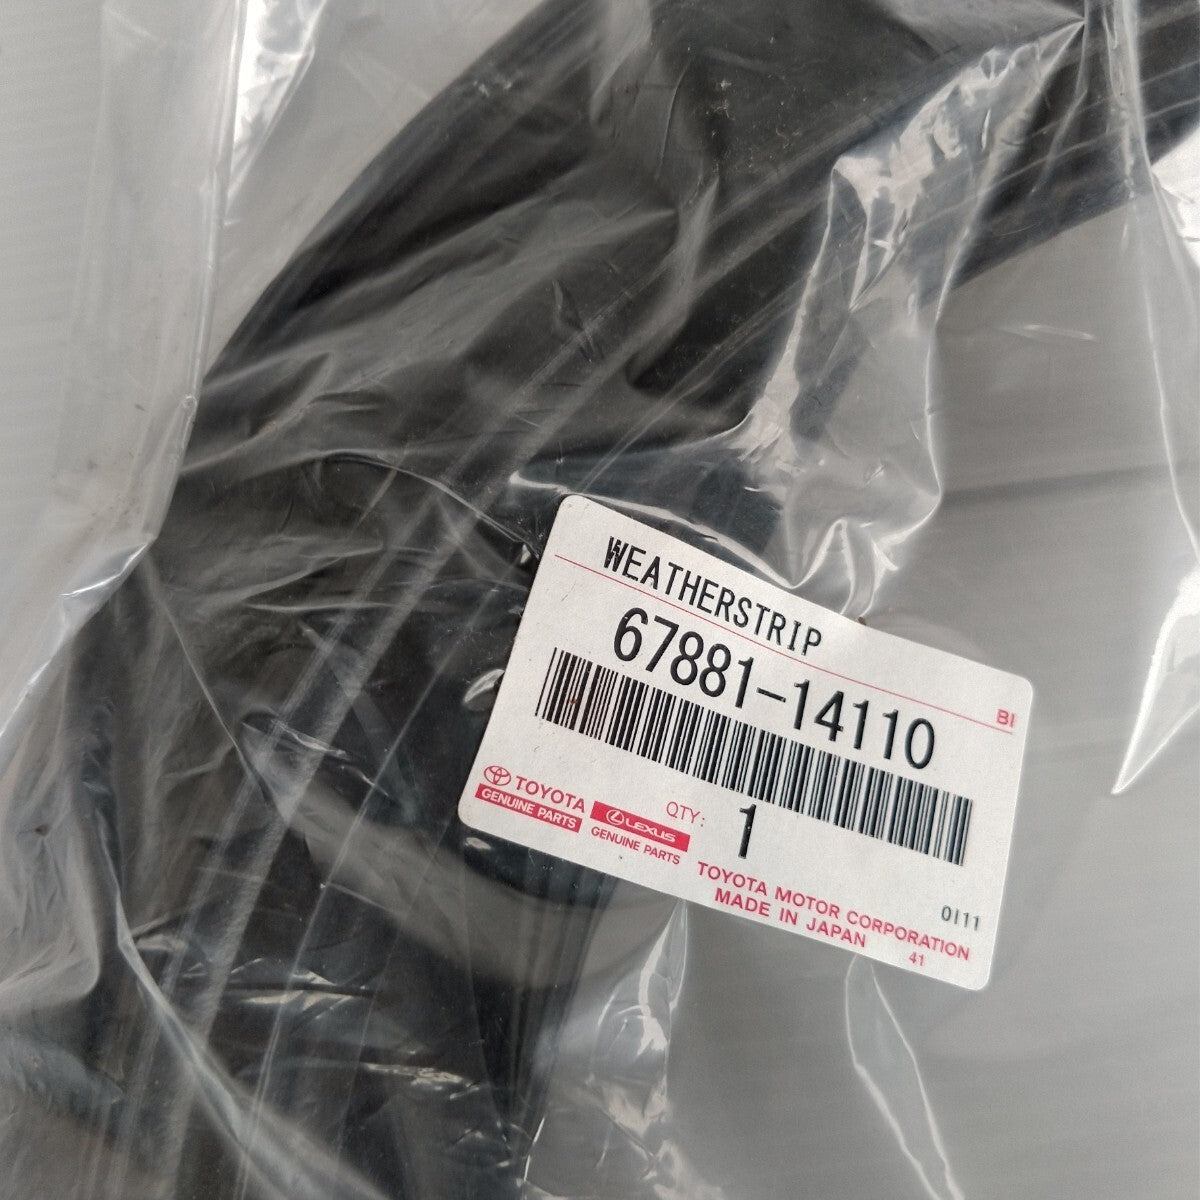 WEATHERSTRIP
67881-14110
BI
TOYOTA
GENUINE PARTS
LEXUS
GENUINE PARTS
QTY: 1
TOYOTA MOTOR CORPORATION
MADE IN JAPAN
0I11
41